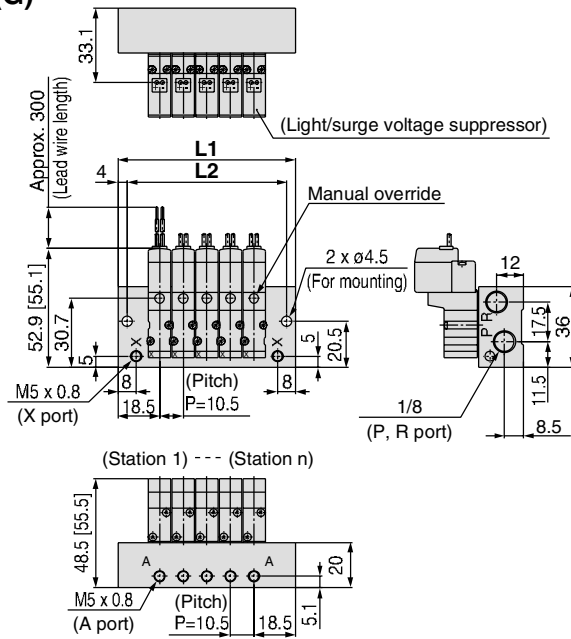 33.1
(Light/surge voltage suppressor)
Approx. 300
(Lead wire length)
L1
4
L2
Manual override
2 x ø4.5
(For mounting)
52.9 [55.1]
30.7
5
X
X
5
20.5
8
8
M5 x 0.8
(X port)
18.5
(Pitch)
P=10.5
12
P R
17.5
36
11.5
1/8
(P, R port)
8.5
(Station 1) --- (Station n)
48.5 [55.5]
A
A
20
M5 x 0.8
(A port)
(Pitch)
P=10.5
18.5
5.1